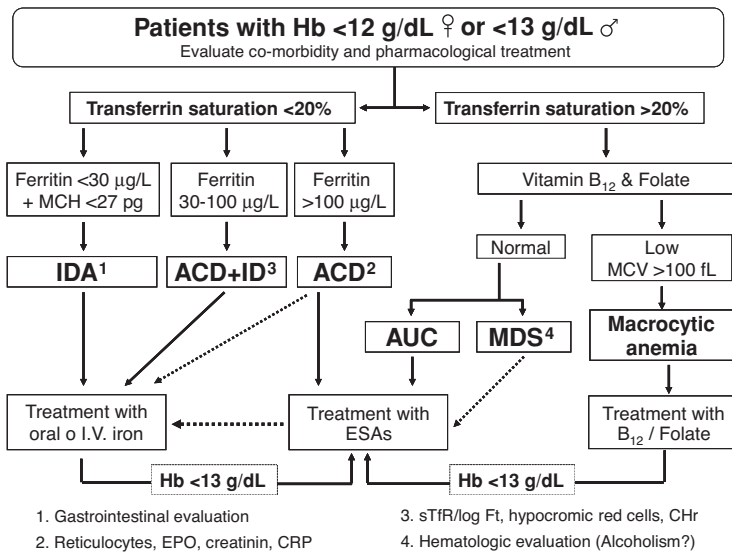 Patients with Hb <12 g/dL ♀ or <13 g/dL ♂
Evaluate co-morbidity and pharmacological treatment
Transferrin saturation <20%
Transferrin saturation >20%
Ferritin <30 µg/L
+ MCH <27 pg
Ferritin
30-100 µg/L
Ferritin
>100 µg/L
Vitamin B12 & Folate
Normal
Low
MCV >100 fL
IDA1
ACD+ID3
ACD2
AUC
MDS4
Macrocytic
anemia
Treatment with
oral o I.V. iron
Treatment with
ESAs
Treatment with
B12 / Folate
Hb <13 g/dL
Hb <13 g/dL
1. Gastrointestinal evaluation
2. Reticulocytes, EPO, creatinin, CRP
3. sTfR/log Ft, hypocromic red cells, CHr
4. Hematologic evaluation (Alcoholism?)